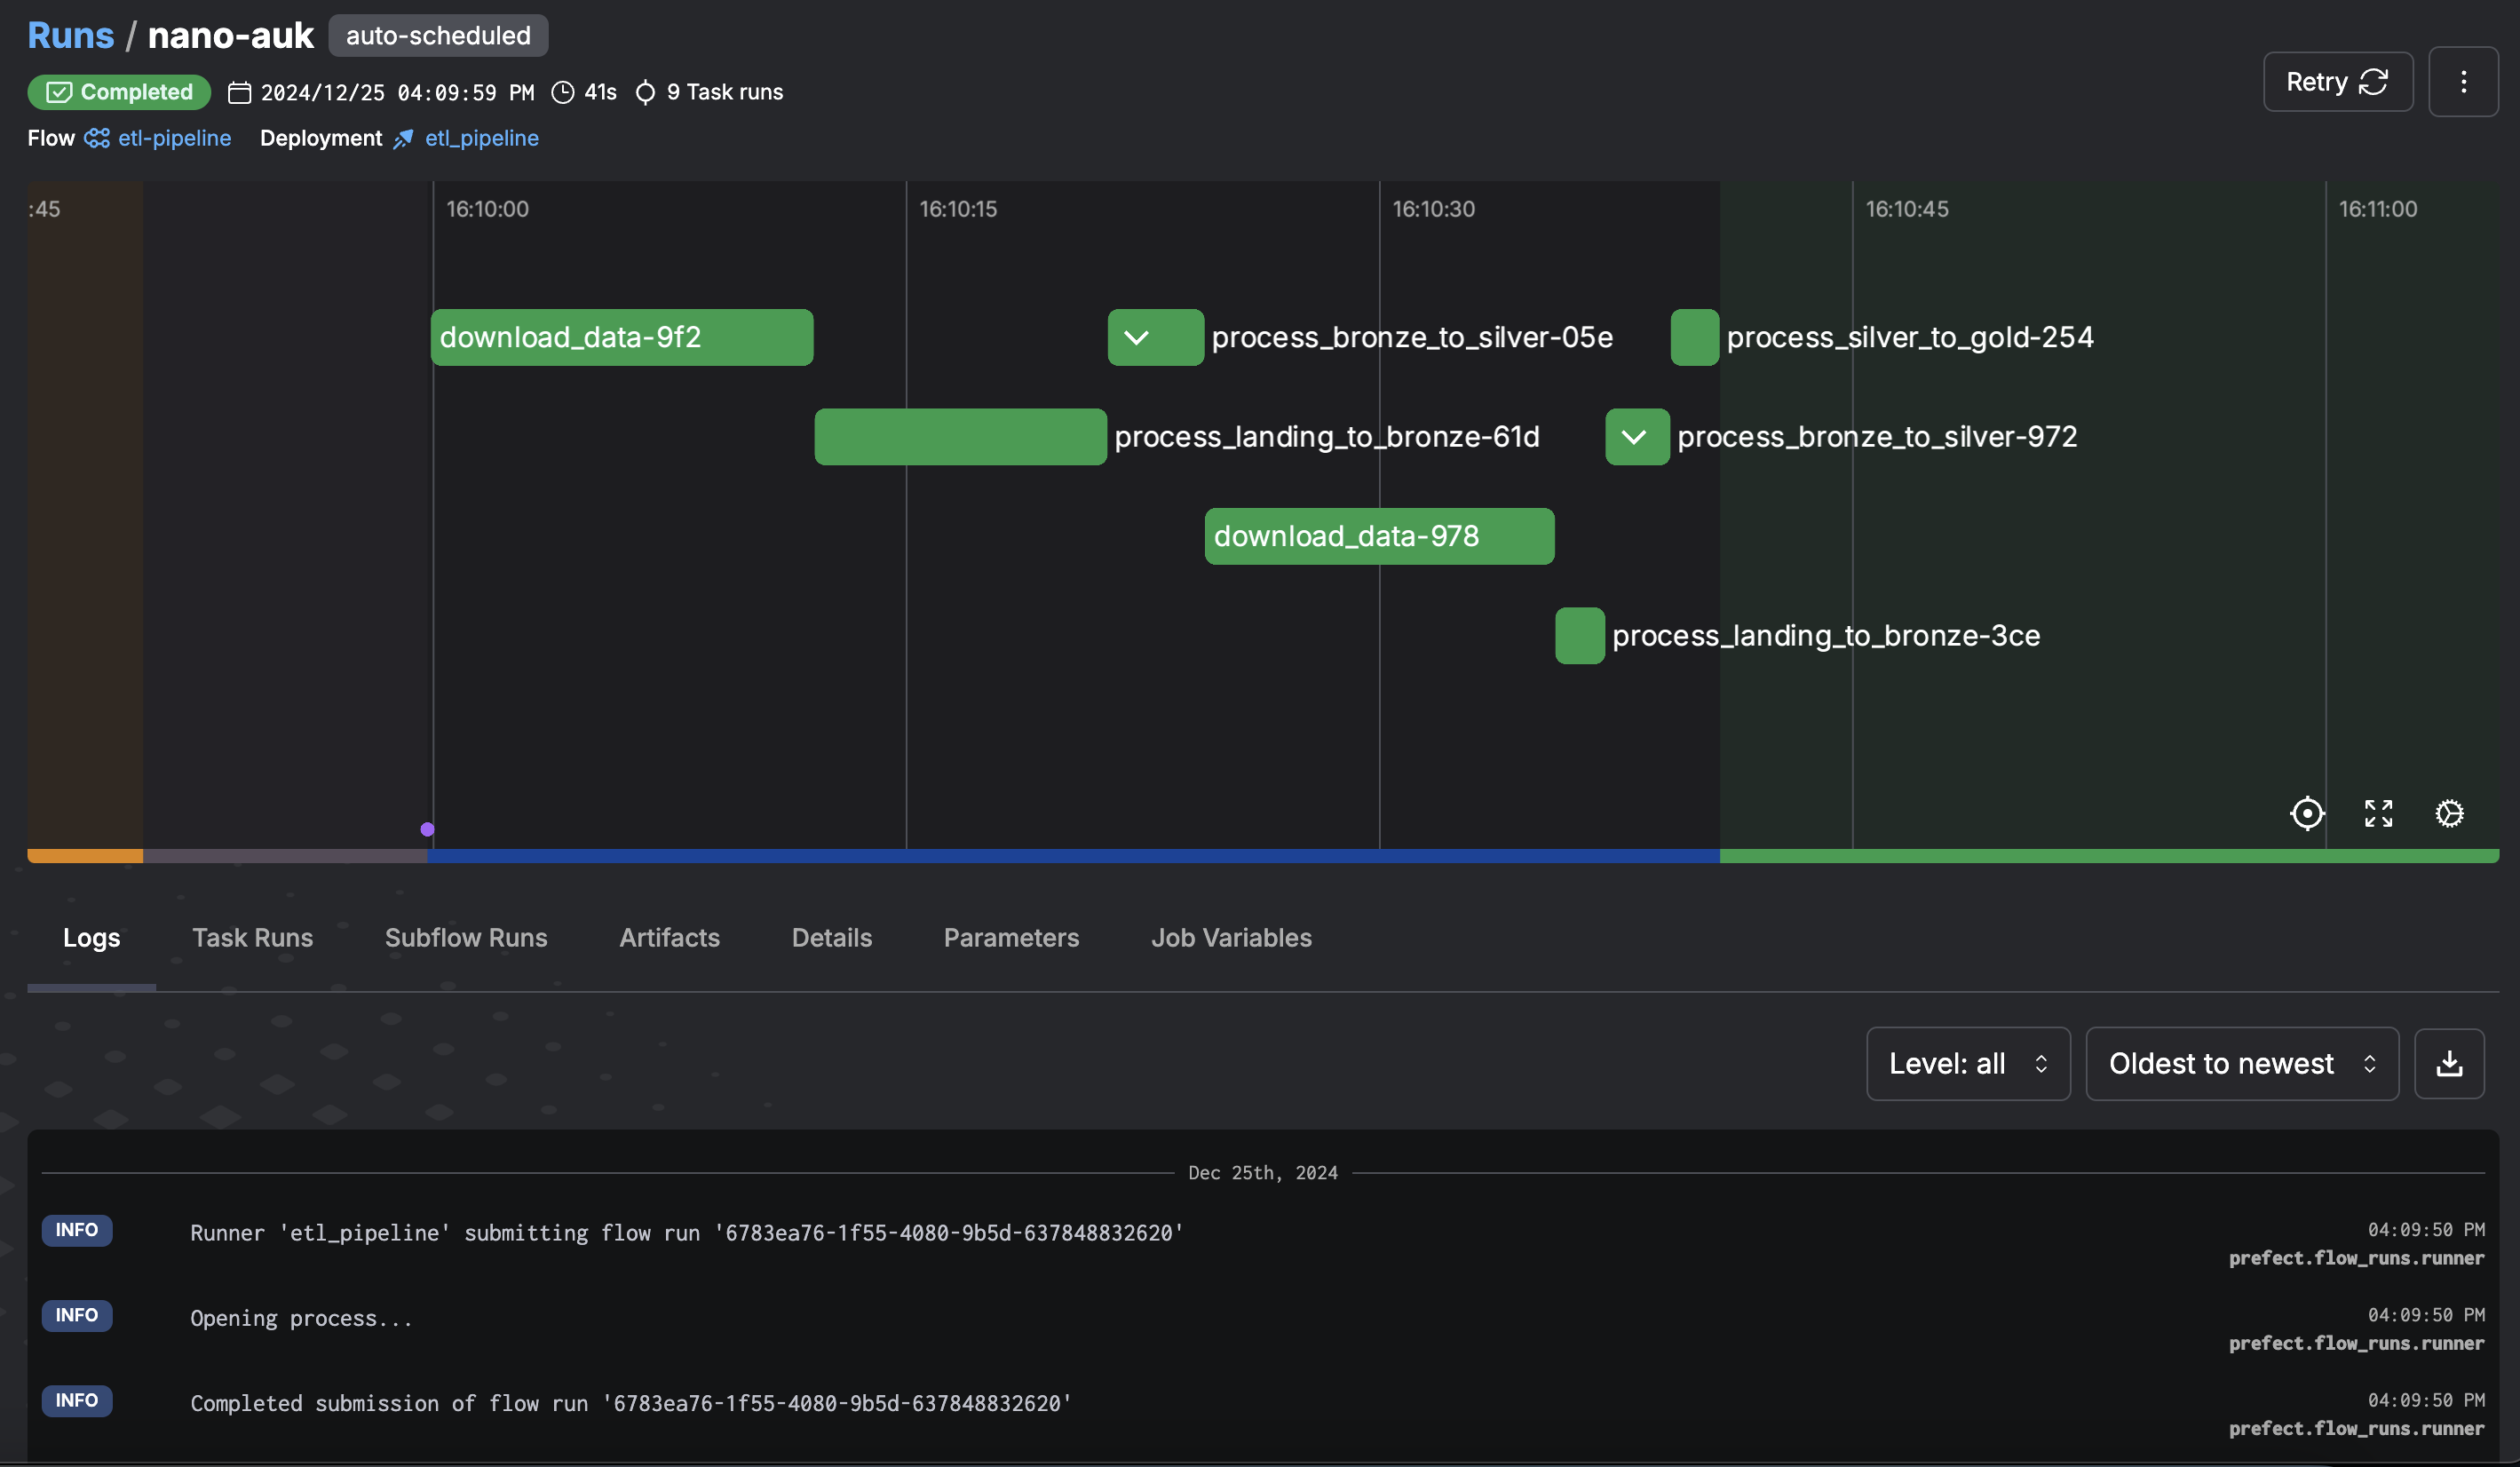 Runs / nano-auk auto-scheduled
Completed 2024/12/25 04:09:59 PM 41s 9 Task runs
Retry
Flow etl-pipeline Deployment etl_pipeline
:45 16:10:00 16:10:15 16:10:30 16:10:45 16:11:00
download_data-9f2 process_bronze_to_silver-05e process_silver_to_gold-254
process_landing_to_bronze-61d process_bronze_to_silver-972
download_data-978
process_landing_to_bronze-3ce
Logs Task Runs Subflow Runs Artifacts Details Parameters Job Variables
Level: all Oldest to newest
Dec 25th, 2024
INFO Runner 'etl_pipeline' submitting flow run '6783ea76-1f55-4080-9b5d-637848832620' 04:09:50 PM
prefect.flow_runs.runner
INFO Opening process... 04:09:50 PM
prefect.flow_runs.runner
INFO Completed submission of flow run '6783ea76-1f55-4080-9b5d-637848832620' 04:09:50 PM
prefect.flow_runs.runner